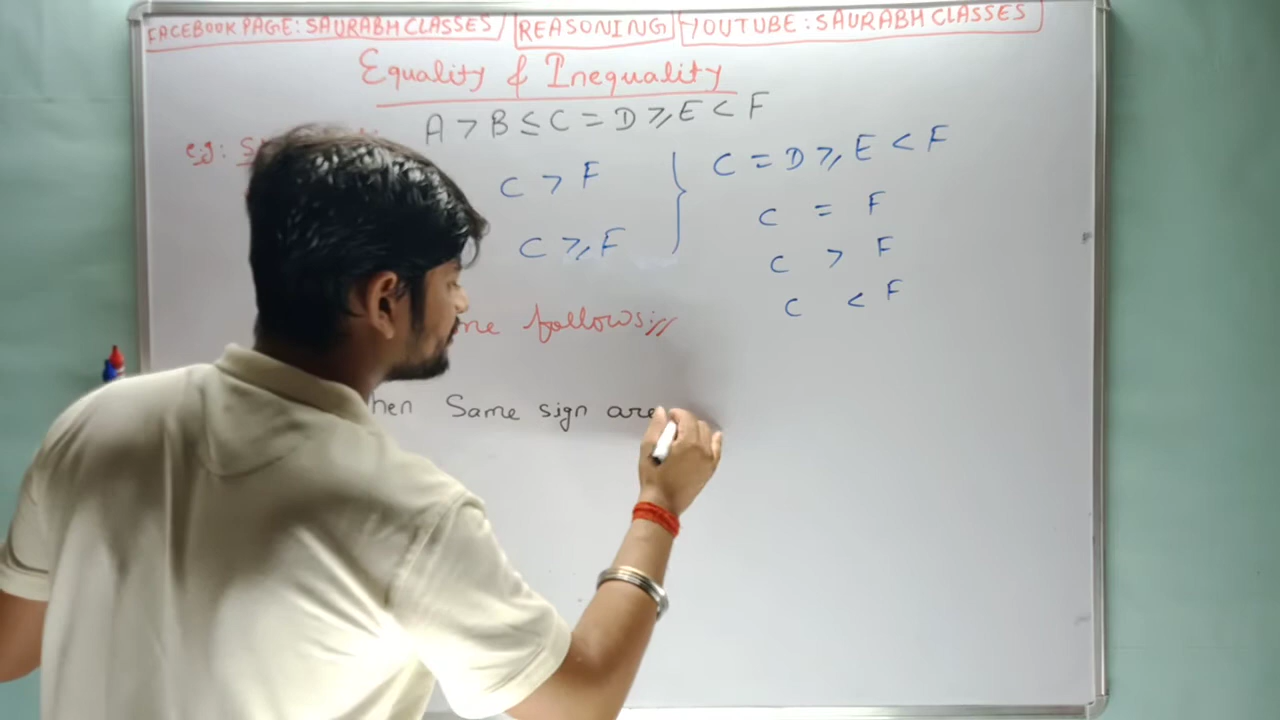 FACEBOOK PAGE: SAURABH CLASSES REASONING YOUTUBE: SAURABH CLASSES
Equality & Inequality
e.g: A > B ≤ C = D ≥ E < F
C > F
C ≥ F
C = D ≥ E < F
C = F
C > F
C < F
follows
Same sign are